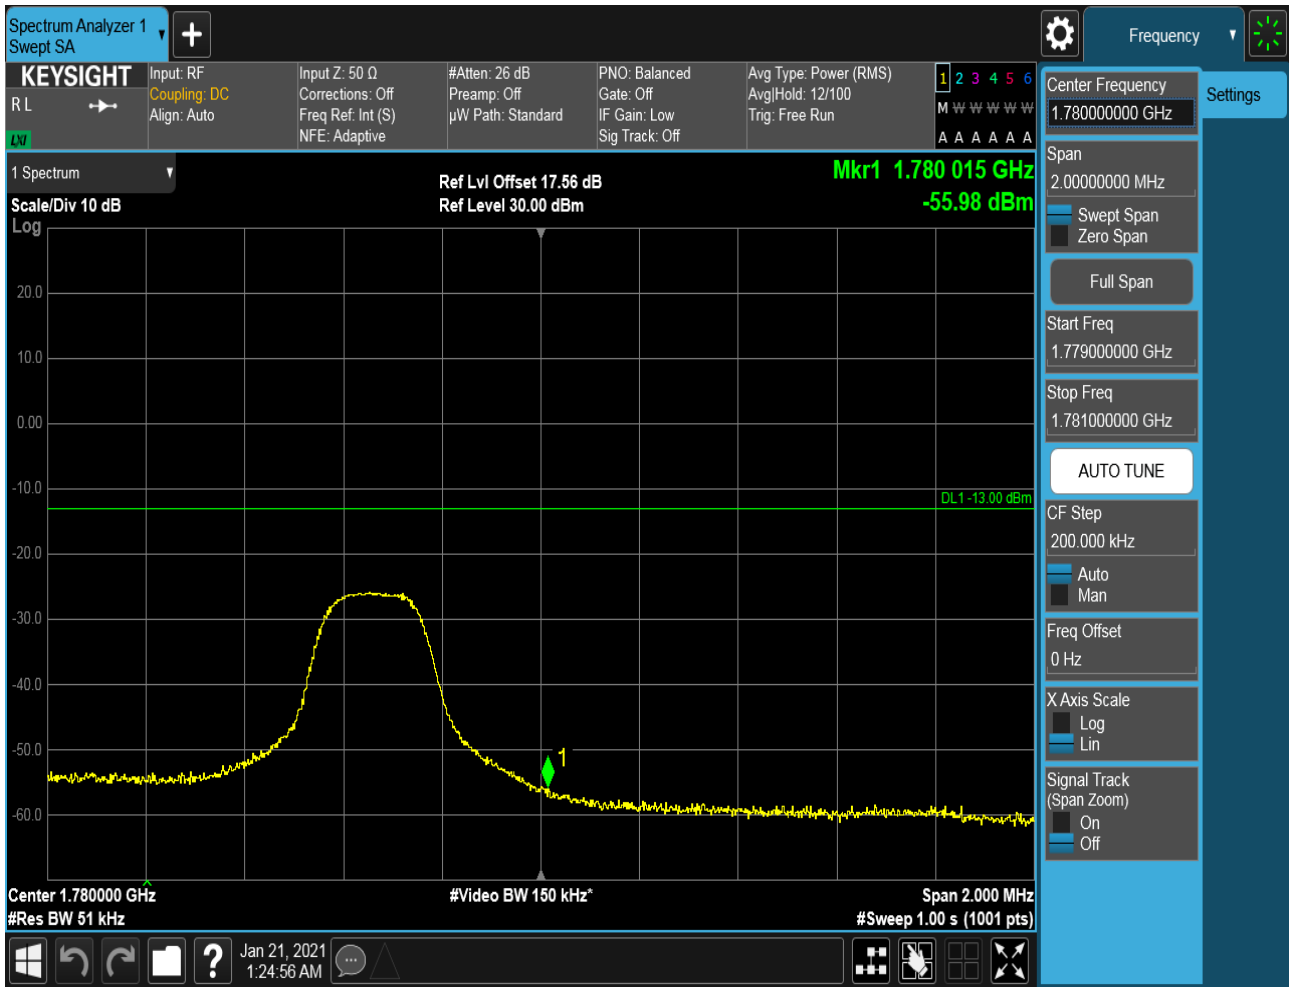 Spectrum Analyzer 1
Swept SA
Frequency
KEYSIGHT
R L
LXI
Input: RF
Coupling: DC
Align: Auto
Input Z: 50 Ω
Corrections: Off
Freq Ref: Int (S)
NFE: Adaptive
#Atten: 26 dB
Preamp: Off
µW Path: Standard
PNO: Balanced
Gate: Off
IF Gain: Low
Sig Track: Off
Avg Type: Power (RMS)
Avg|Hold: 12/100
Trig: Free Run
1 2 3 4 5 6
M W W W W W
A A A A A A
1 Spectrum
Scale/Div 10 dB
Log
Ref Lvl Offset 17.56 dB
Ref Level 30.00 dBm
Mkr1 1.780 015 GHz
-55.98 dBm
20.0
10.0
0.00
-10.0
DL1 -13.00 dBm
-20.0
-30.0
-40.0
-50.0
1
-60.0
Center 1.780000 GHz
#Res BW 51 kHz
#Video BW 150 kHz*
Span 2.000 MHz
#Sweep 1.00 s (1001 pts)
Center Frequency
1.780000000 GHz
Settings
Span
2.00000000 MHz
Swept Span
Zero Span
Full Span
Start Freq
1.779000000 GHz
Stop Freq
1.781000000 GHz
AUTO TUNE
CF Step
200.000 kHz
Auto
Man
Freq Offset
0 Hz
X Axis Scale
Log
Lin
Signal Track
(Span Zoom)
On
Off
?
Jan 21, 2021
1:24:56 AM